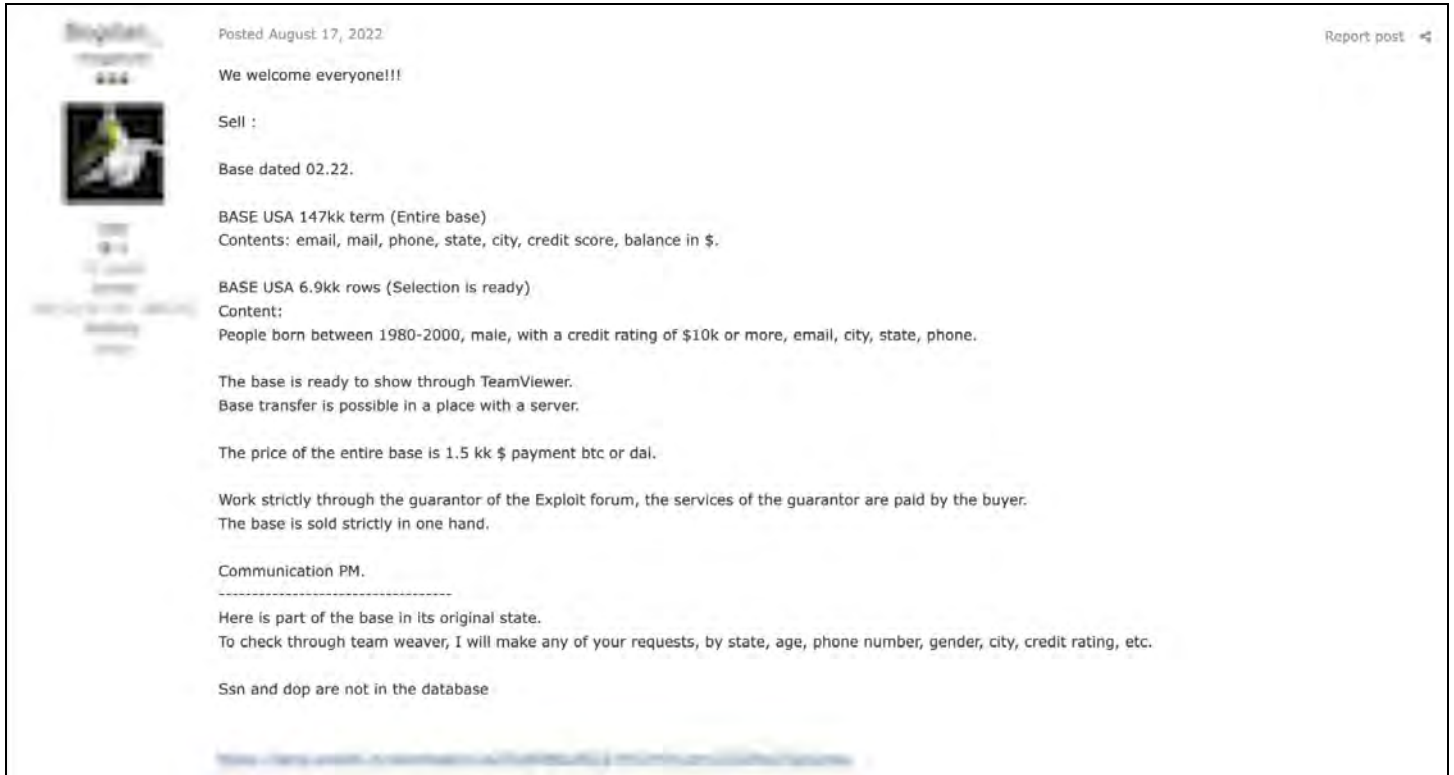 Posted August 17, 2022
Report post
We welcome everyone!!!
Sell :
Base dated 02.22.
BASE USA 147kk term (Entire base)
Contents: email, mail, phone, state, city, credit score, balance in $.
BASE USA 6.9kk rows (Selection is ready)
Content:
People born between 1980-2000, male, with a credit rating of $10k or more, email, city, state, phone.
The base is ready to show through TeamViewer.
Base transfer is possible in a place with a server.
The price of the entire base is 1.5 kk $ payment btc or dai.
Work strictly through the guarantor of the Exploit forum, the services of the guarantor are paid by the buyer.
The base is sold strictly in one hand.
Communication PM.
-----------------------------------
Here is part of the base in its original state.
To check through team weaver, I will make any of your requests, by state, age, phone number, gender, city, credit rating, etc.
Ssn and dop are not in the database